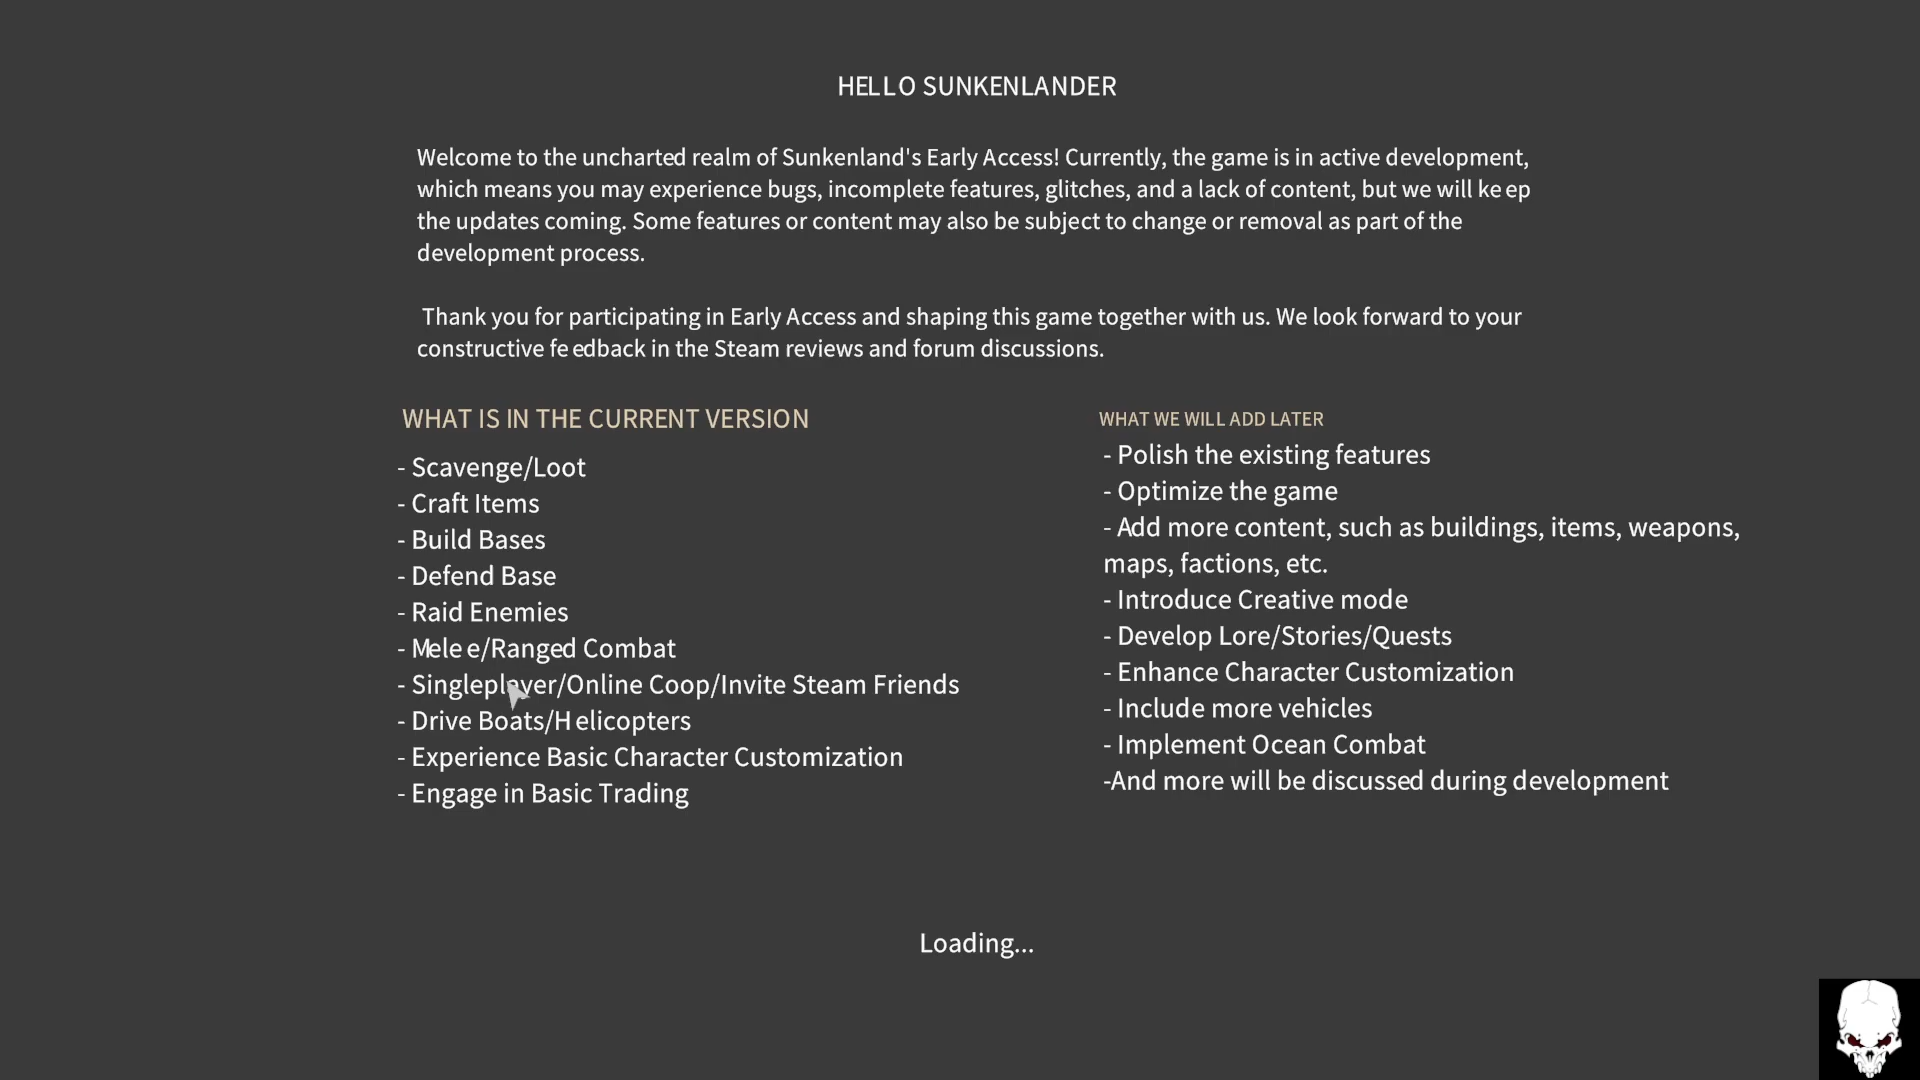 HELLO SUNKENLANDER
Welcome to the uncharted realm of Sunkenland's Early Access! Currently, the game is in active development,
which means you may experience bugs, incomplete features, glitches, and a lack of content, but we will keep
the updates coming. Some features or content may also be subject to change or removal as part of the
development process.
Thank you for participating in Early Access and shaping this game together with us. We look forward to your
constructive feedback in the Steam reviews and forum discussions.
WHAT IS IN THE CURRENT VERSION
- Scavenge/Loot
- Craft Items
- Build Bases
- Defend Base
- Raid Enemies
- Melee/Ranged Combat
- Singleplayer/Online Coop/Invite Steam Friends
- Drive Boats/Helicopters
- Experience Basic Character Customization
- Engage in Basic Trading
WHAT WE WILL ADD LATER
- Polish the existing features
- Optimize the game
- Add more content, such as buildings, items, weapons,
maps, factions, etc.
- Introduce Creative mode
- Develop Lore/Stories/Quests
- Enhance Character Customization
- Include more vehicles
- Implement Ocean Combat
-And more will be discussed during development
Loading...